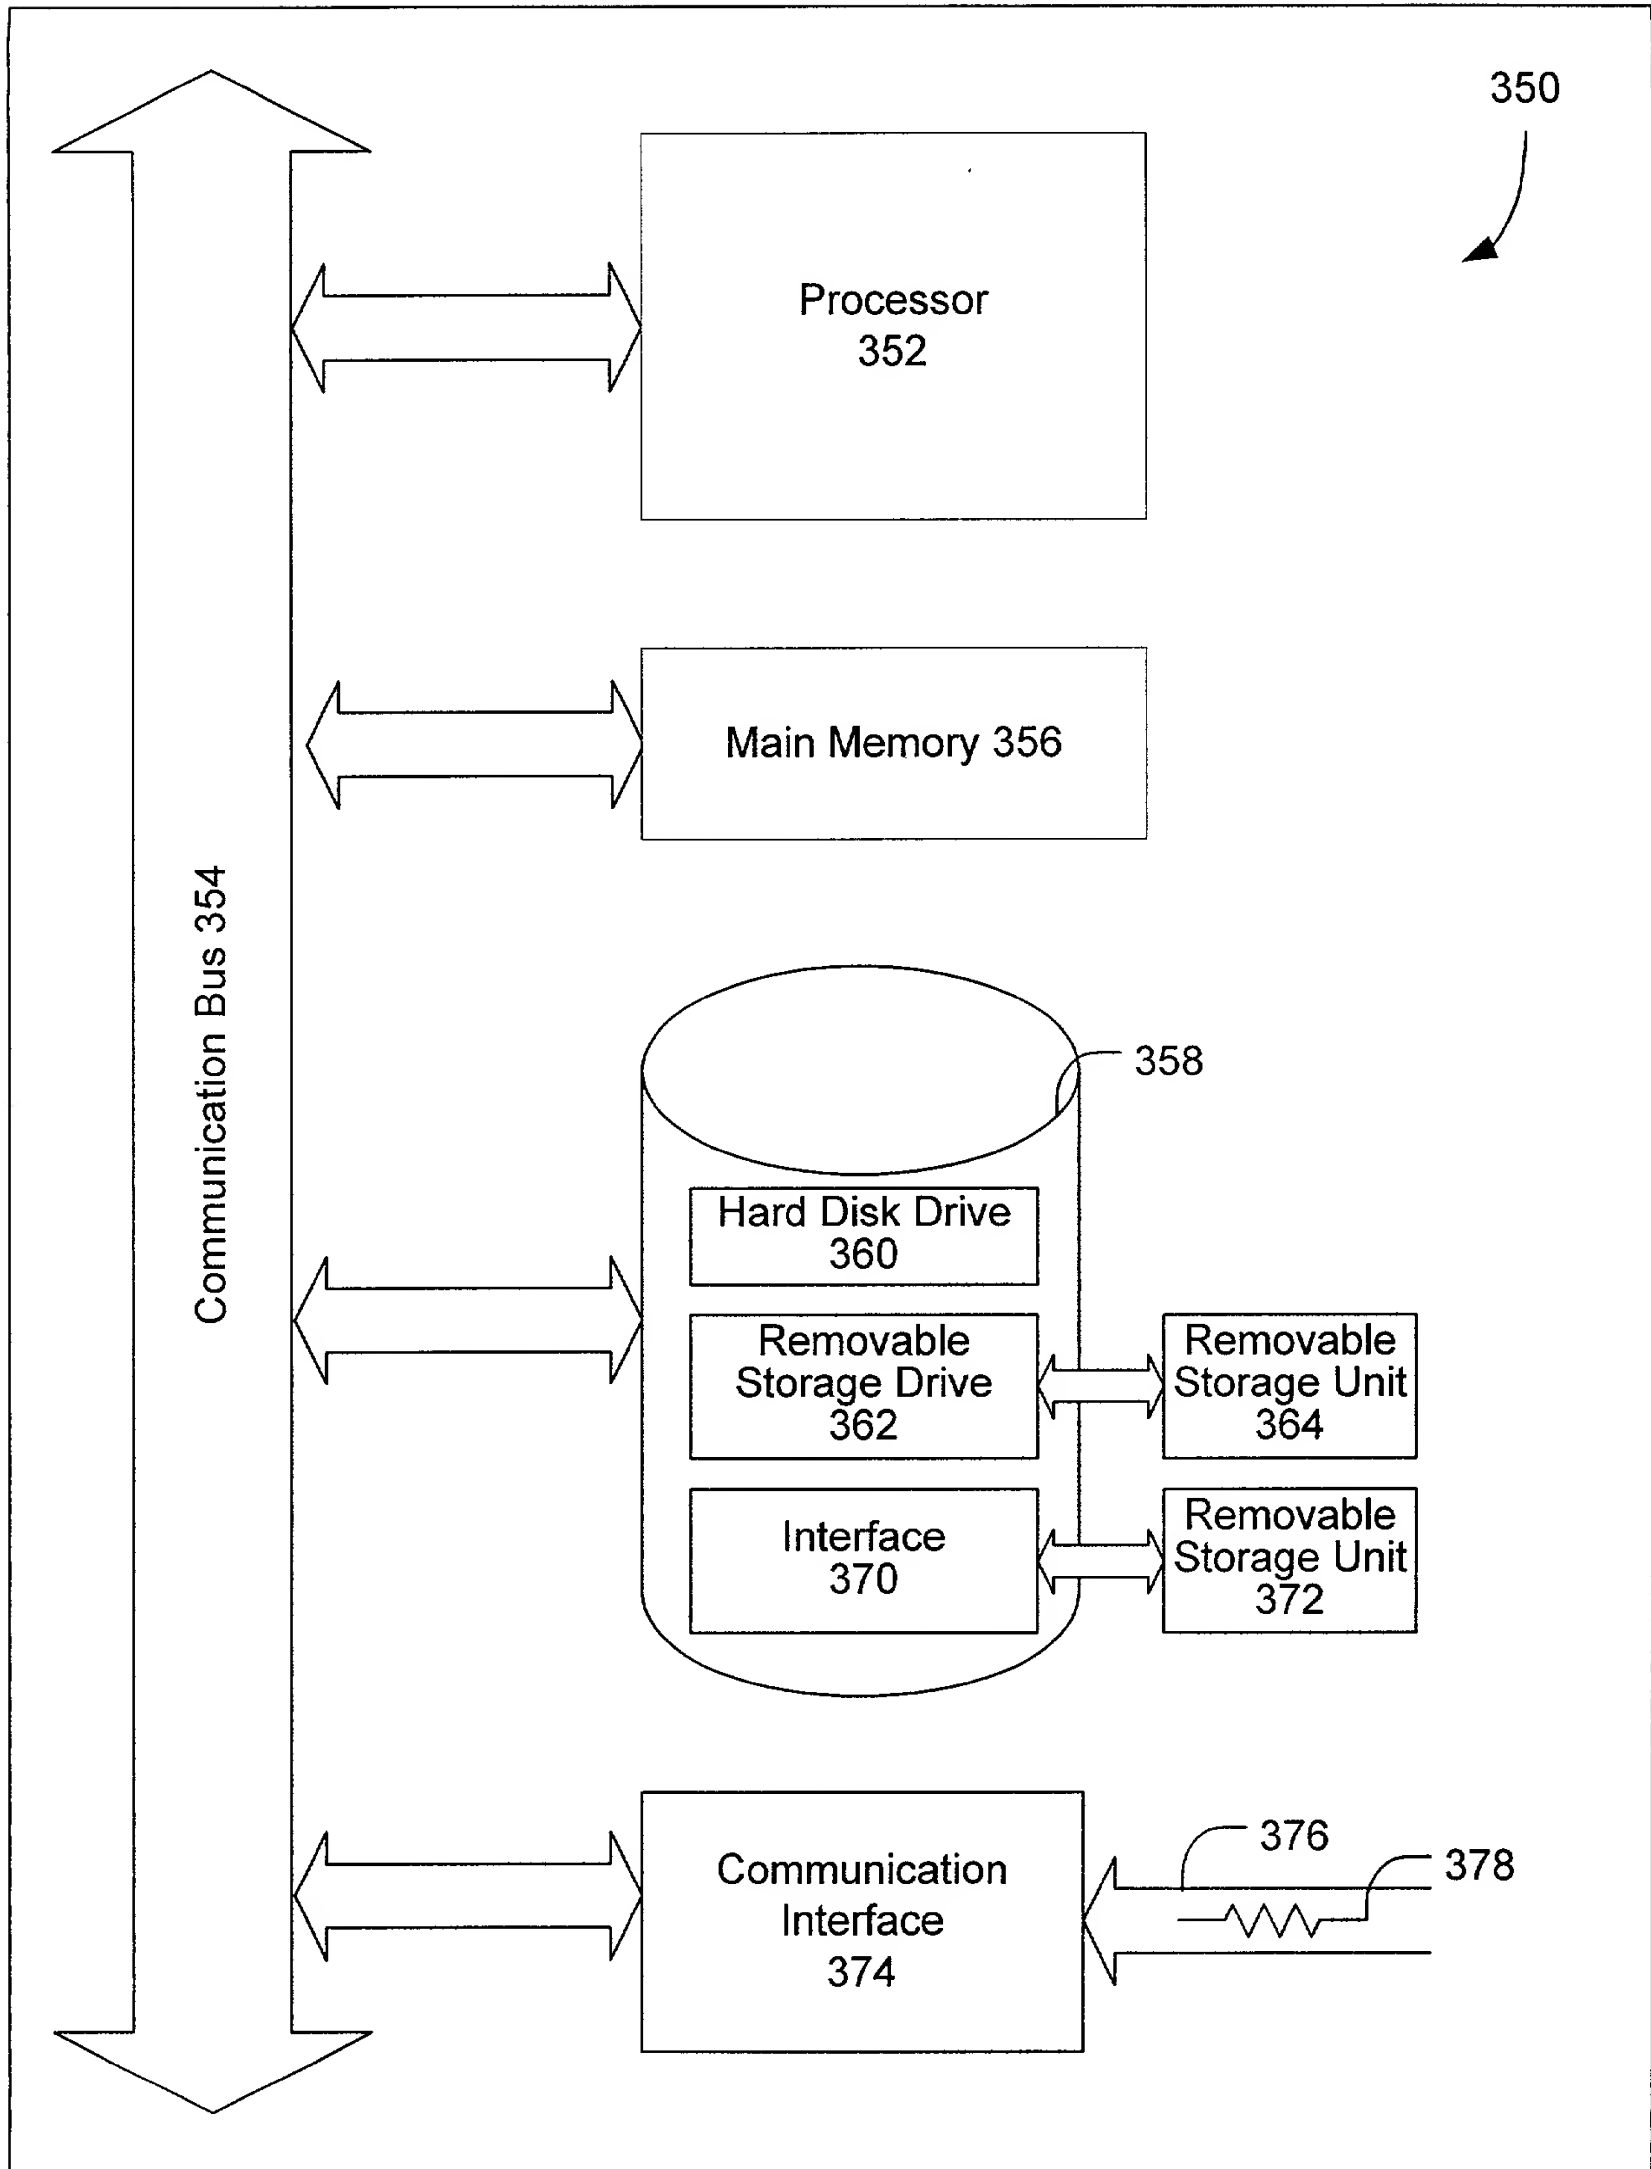 350
Processor
352
Main Memory 356
Communication Bus 354
358
Hard Disk Drive
360
Removable
Storage Drive
362
Removable
Storage Unit
364
Interface
370
Removable
Storage Unit
372
Communication
Interface
374
376
378